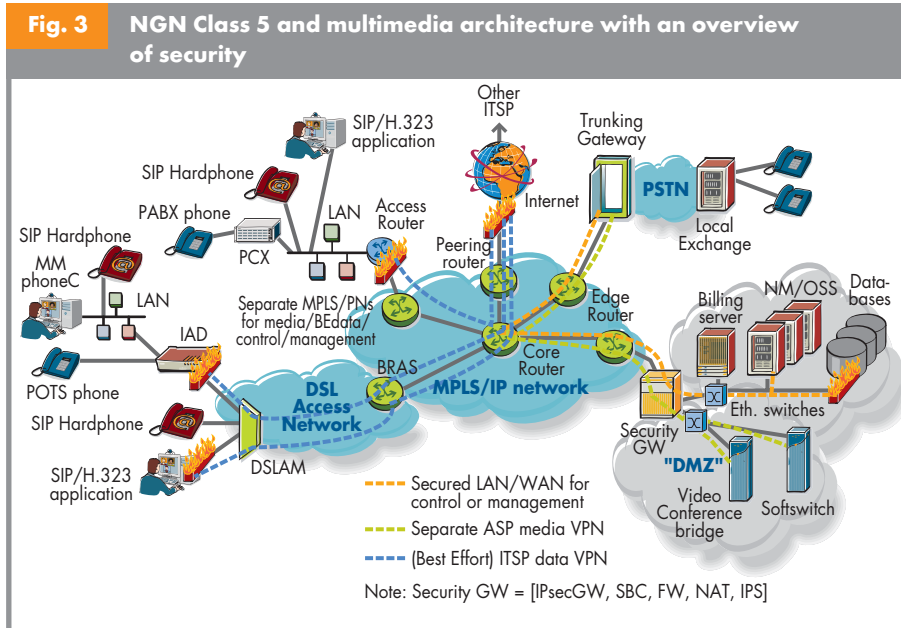 Fig. 3
NGN Class 5 and multimedia architecture with an overview
of security
Other
ITSP
SIP/H.323
application
Trunking
Gateway
SIP Hardphone
PSTN
Internet
PABX phone
LAN
Access
Router
Local
Exchange
SIP Hardphone
PCX
Peering
router
MM
phoneC
LAN
Separate MPLS/PNs
for media/BEdata/
control/management
Edge
Router
Billing
server
NM/OSS
Data-
bases
IAD
BRAS
Core
Router
POTS phone
DSL
Access
Network
MPLS/IP network
Eth. switches
SIP Hardphone
Security
GW
DSLAM
"DMZ"
SIP/H.323
application
Video
Conference
bridge
Softswitch
Secured LAN/WAN for
control or management
Separate ASP media VPN
(Best Effort) ITSP data VPN
Note: Security GW = [IPsecGW, SBC, FW, NAT, IPS]